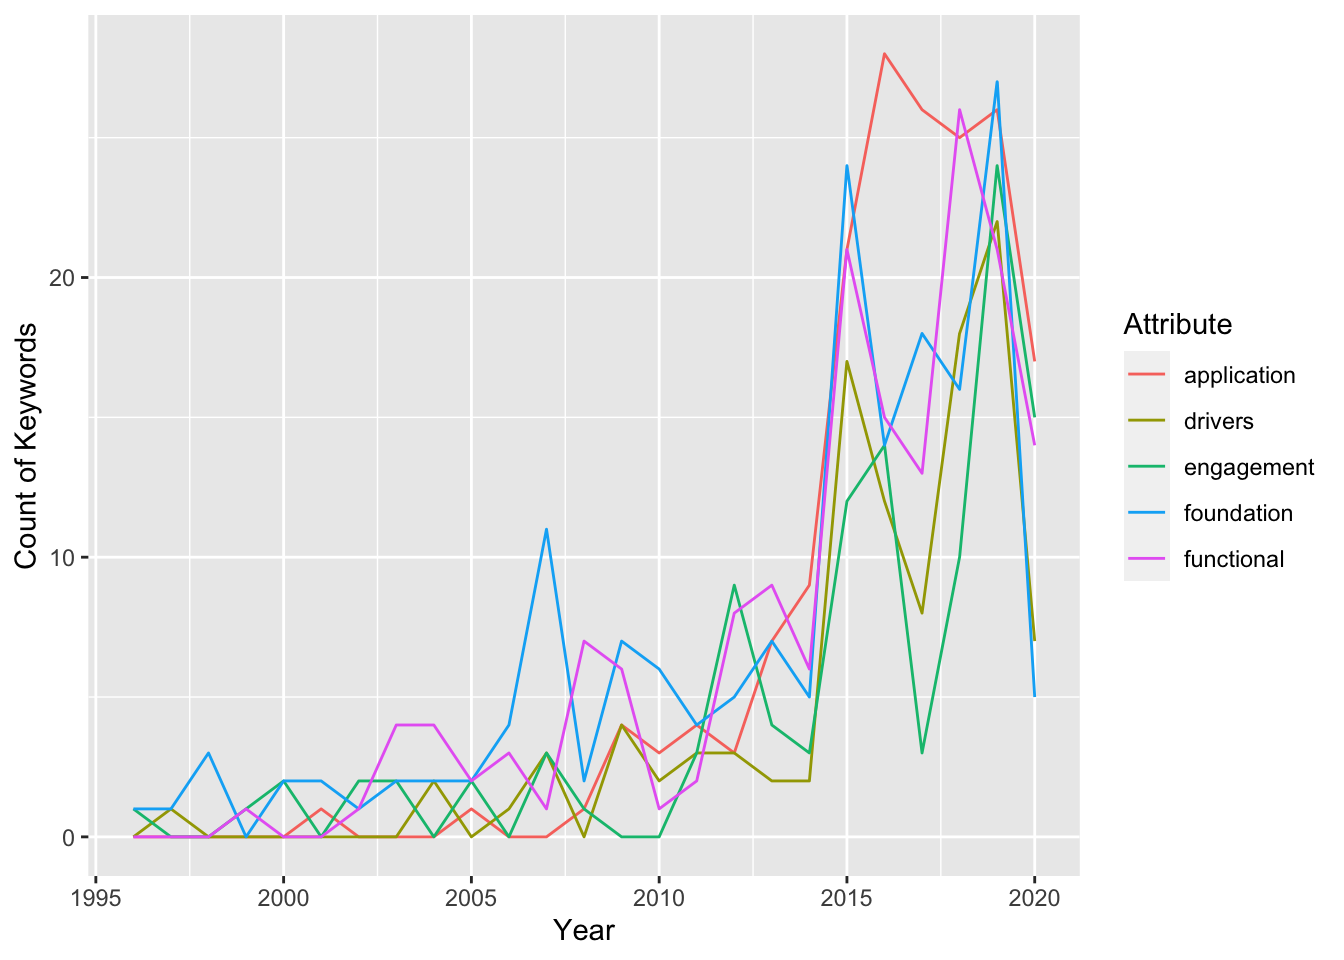 20
10
0
1995 2000 2005 2010 2015 2020
Year
Count of Keywords
Attribute
application
drivers
engagement
foundation
functional